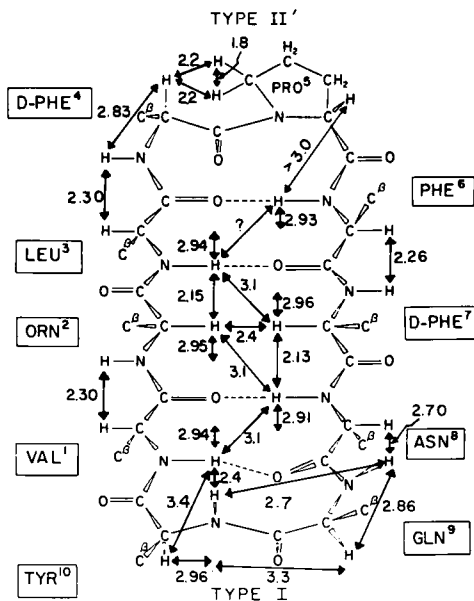 TYPE II'
2.2 H 1.8 H₂ C
H H CH₂
2.2 H PRO⁵ CH₂
D-PHE⁴ C^β C N C H
2.83 C O >3.0 C O
H N N
2.30 C O H 2.93 C^β PHE⁶
H C C^β ? C H
LEU³ 2.94 2.26
N H O C N H
O C 2.15 3.1 2.96
ORN² C^β C H 2.4 H C C^β D-PHE⁷
2.95 2.13 C O
H N 3.1
2.30 C O H N
H C C^β 2.91 C H 2.70
VAL¹ 2.94 3.1 C^β ASN⁸
N H O C H
O C 2.4 N
3.4 H 2.7 2.86
C N C C C^β GLN⁹
C^β H O H
TYR¹⁰ 2.96 3.3
TYPE I